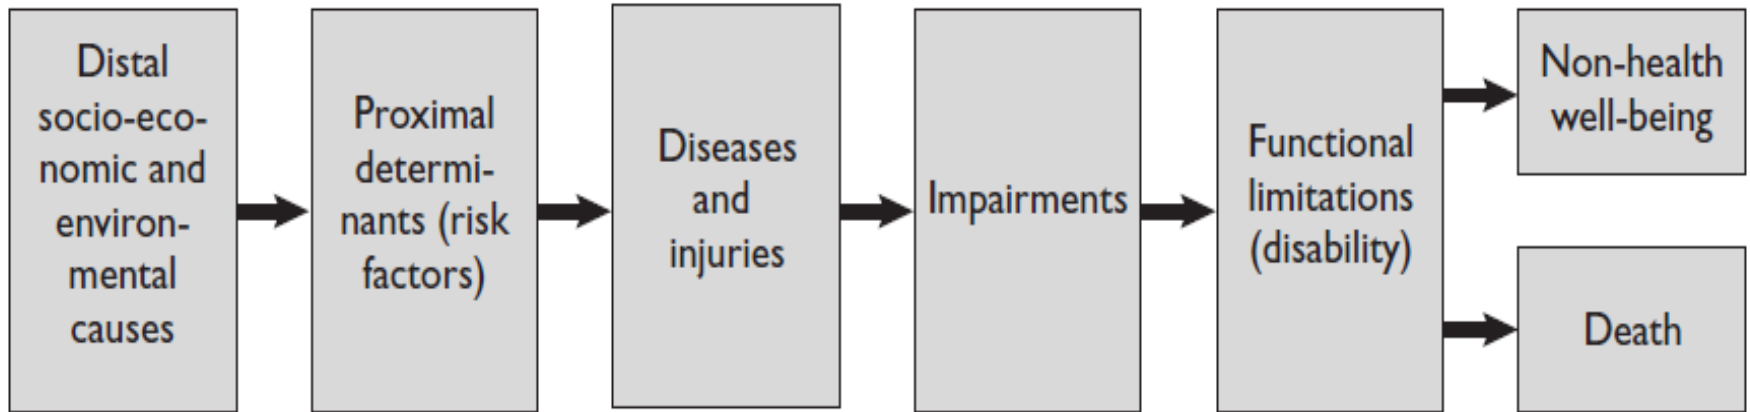 Distal
socio-eco-
nomic and
environ-
mental
causes
Proximal
determi-
nants (risk
factors)
Diseases
and
injuries
Impairments
Functional
limitations
(disability)
Non-health
well-being
Death